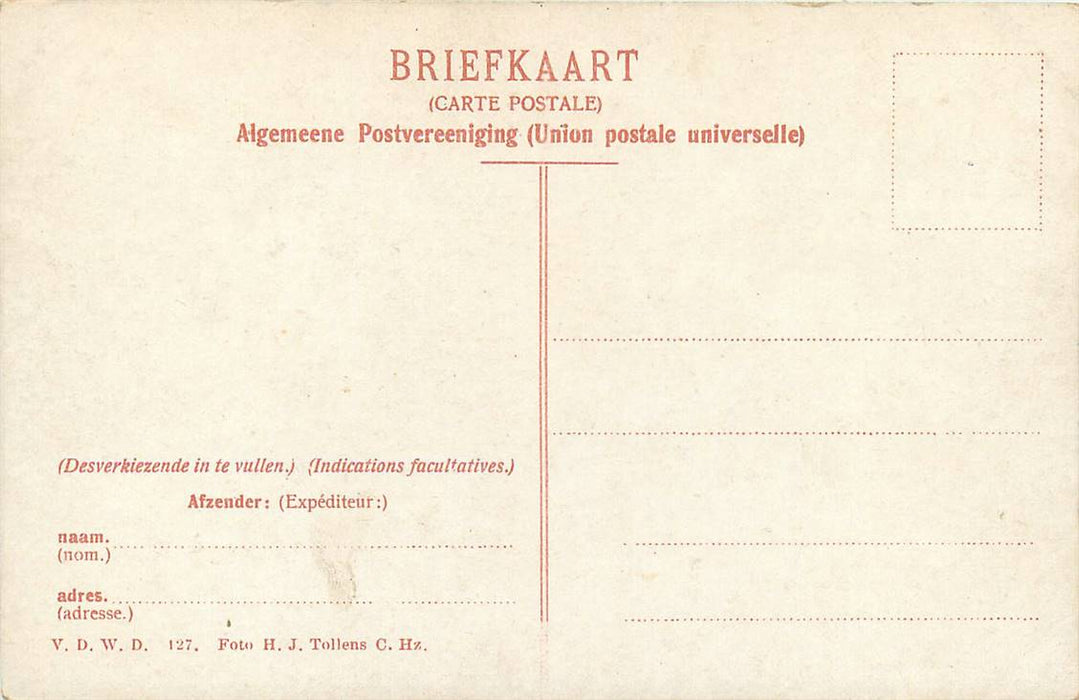 BRIEFKAART
(CARTE POSTALE)
Algemeene Postvereeniging (Union postale universelle)
(Desverkiezende in te vullen.) (Indications facultatives.)
Afzender: (Expéditeur:)
naam.
(nom.)
adres.
(adresse.)
V. D. W. D. 127. Foto H. J. Tollens C. Hz.